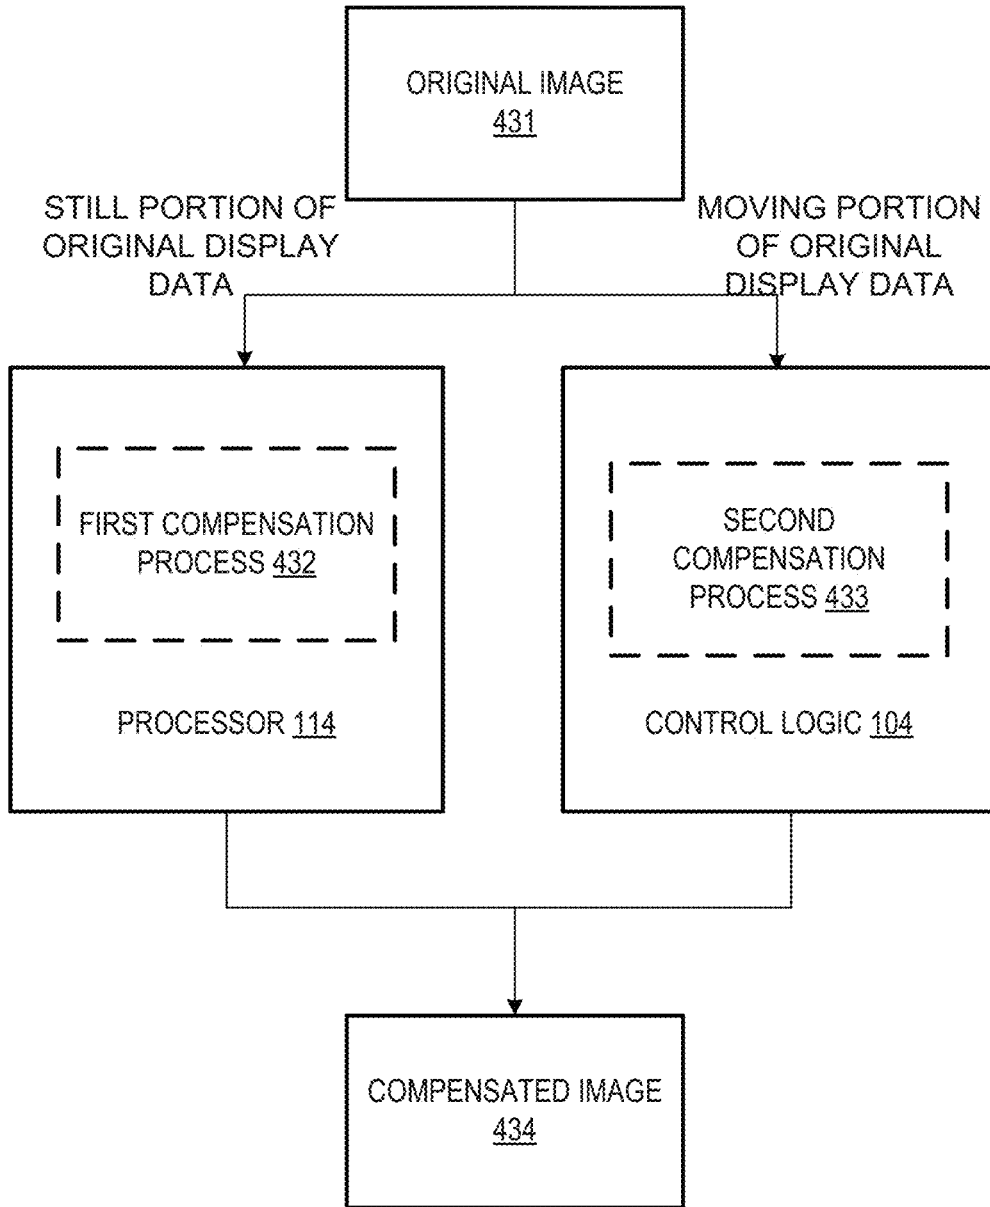 ORIGINAL IMAGE
431
STILL PORTION OF
ORIGINAL DISPLAY
DATA
MOVING PORTION
OF ORIGINAL
DISPLAY DATA
FIRST COMPENSATION
PROCESS 432
PROCESSOR 114
SECOND
COMPENSATION
PROCESS 433
CONTROL LOGIC 104
COMPENSATED IMAGE
434